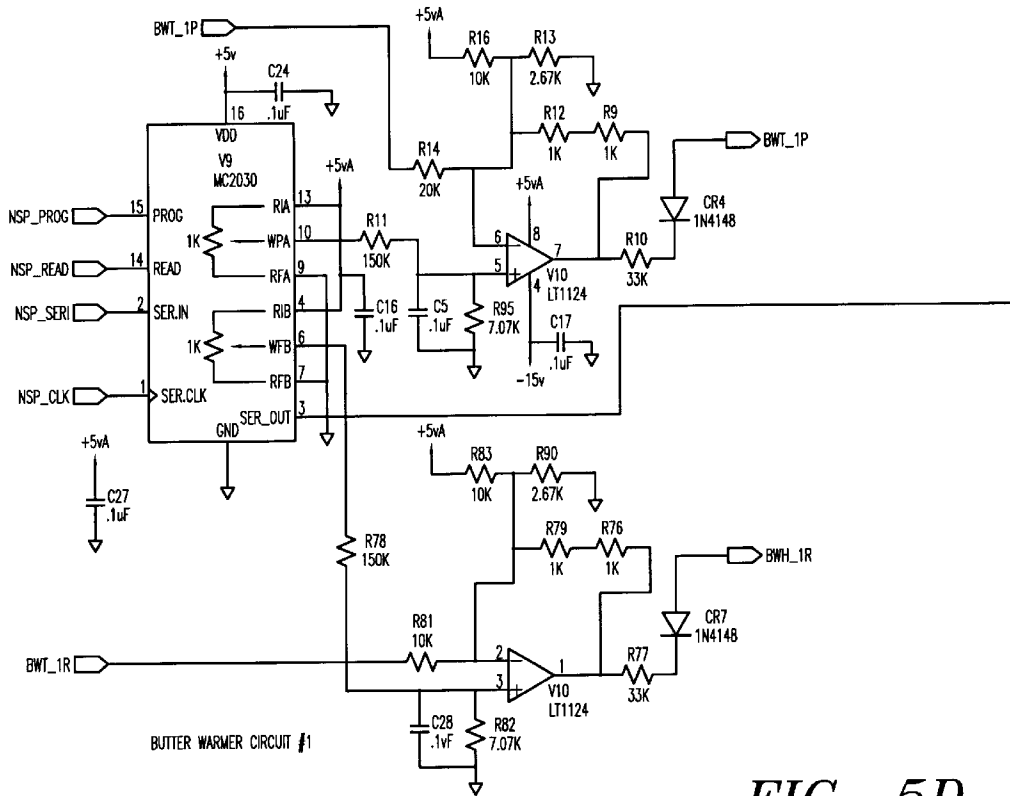 BWT_1P
+5vA
R16
10K
R13
2.67K
+5v
C24
.1uF
16
VDD
V9
MC2030
R12
1K
R9
1K
R14
20K
BWT_1P
+5vA
+5vA
CR4
1N4148
NSP_PROG
15
PROG
1K
RIA
13
WPA
10
R11
150K
6
8
7
R10
33K
NSP_READ
14
READ
RFA
9
5
V10
LT1124
4
NSP_SERI
2
SER.IN
RIB
4
C16
.1uF
C5
.1uF
R95
7.07K
C17
.1uF
1K
WFB
6
-15v
NSP_CLK
1
SER.CLK
RFB
7
SER_OUT
3
GND
+5vA
C27
.1uF
+5vA
R83
10K
R90
2.67K
R78
150K
R79
1K
R76
1K
BWH_1R
CR7
1N4148
R81
10K
BWT_1R
2
1
3
V10
LT1124
R77
33K
C28
.1vF
R82
7.07K
BUTTER WARMER CIRCUIT #1
FIG. 5D